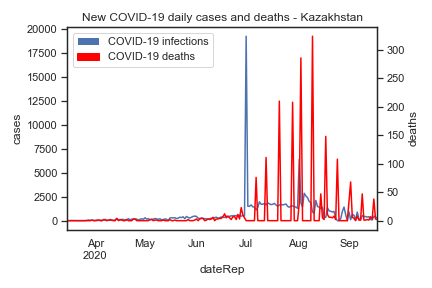 New COVID-19 daily cases and deaths - Kazakhstan
COVID-19 infections
COVID-19 deaths
20000
17500
15000
12500
10000
7500
5000
2500
0
cases
300
250
200
150
100
50
0
deaths
Apr May Jun Jul Aug Sep
2020
dateRep